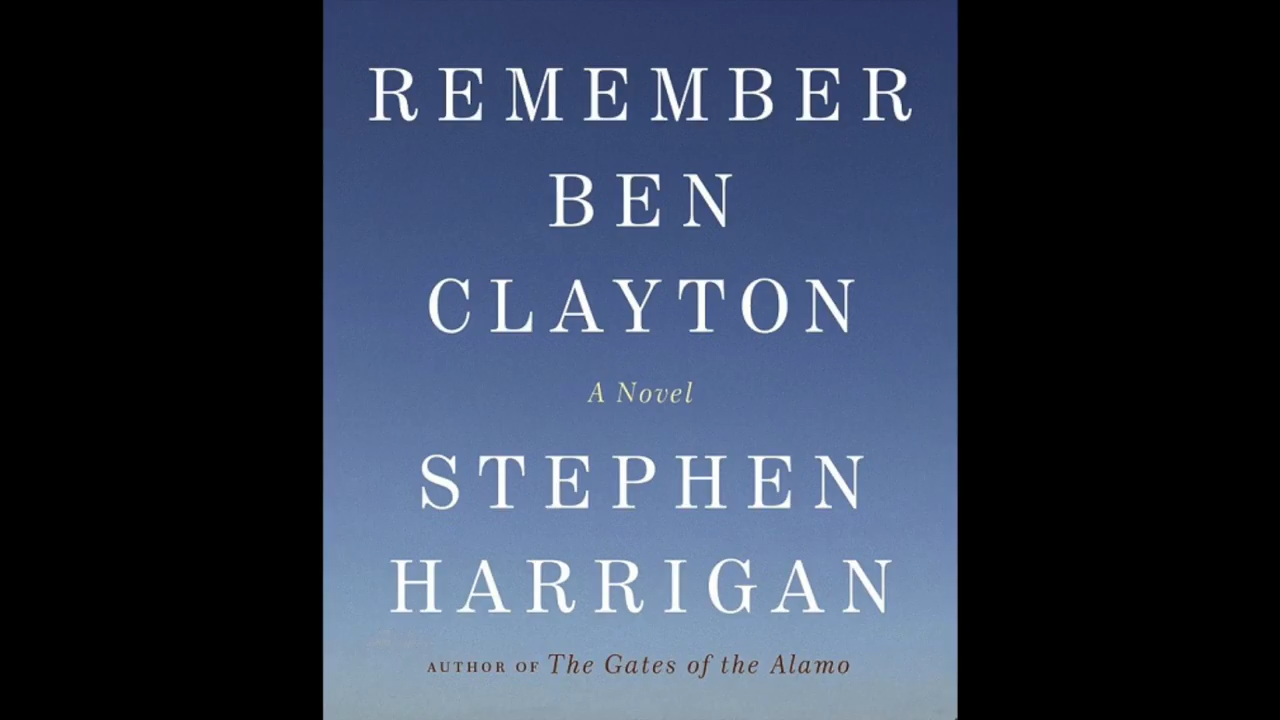 REMEMBER
BEN
CLAYTON
A Novel
STEPHEN
HARRIGAN
AUTHOR OF The Gates of the Alamo